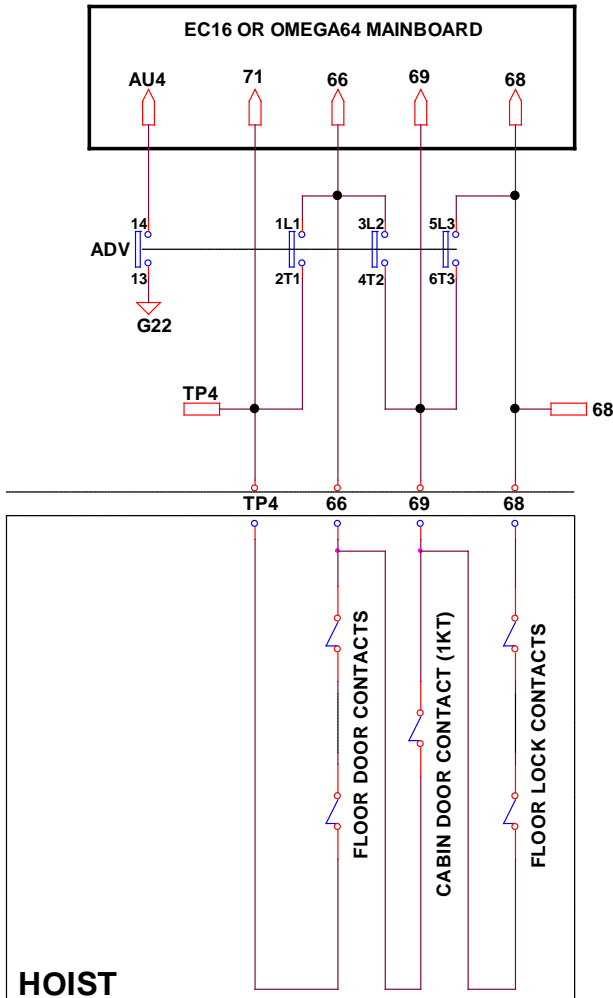 EC16 OR OMEGA64 MAINBOARD
AU4 71 66 69 68
14 1L1 3L2 5L3
ADV
13 2T1 4T2 6T3
G22
TP4
68
TP4 66 69 68
FLOOR DOOR CONTACTS
CABIN DOOR CONTACT (1KT)
FLOOR LOCK CONTACTS
HOIST